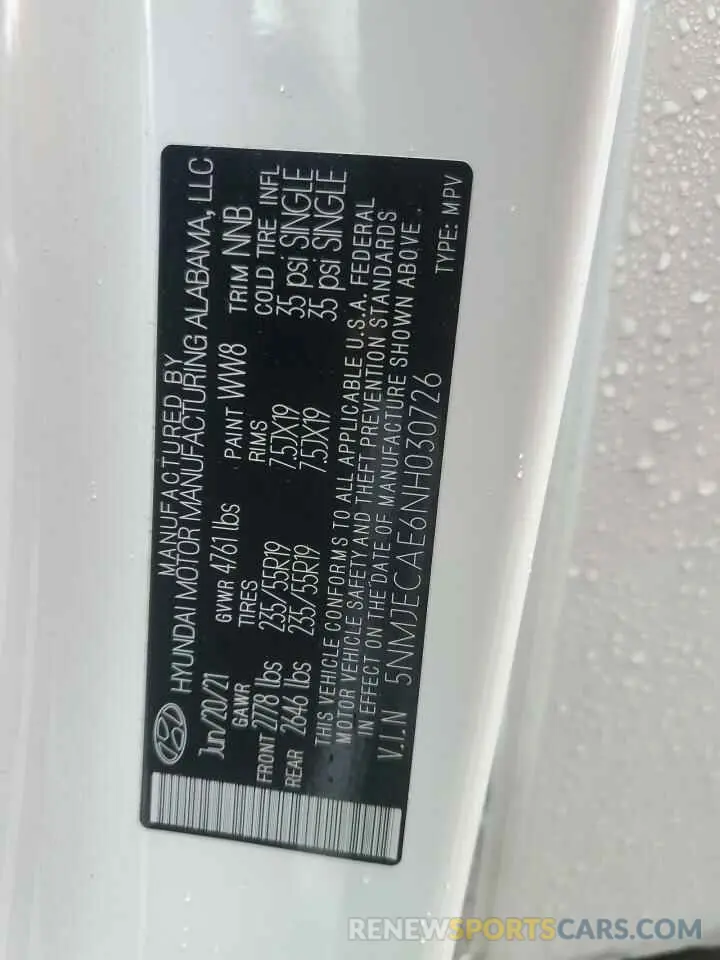 MANUFACTURED BY
HYUNDAI MOTOR MANUFACTURING ALABAMA, LLC
Jun/20/21 GVWR 4761 lbs PAINT WW8 TRIM NNB
GAWR TIRES RIMS COLD TIRE INFL
FRONT 2778 lbs 235/55R19 7.5JX19 35 psi SINGLE
REAR 2646 lbs 235/55R19 7.5JX19 35 psi SINGLE
THIS VEHICLE CONFORMS TO ALL APPLICABLE U.S.A. FEDERAL
MOTOR VEHICLE SAFETY AND THEFT PREVENTION STANDARDS
IN EFFECT ON THE DATE OF MANUFACTURE SHOWN ABOVE.
V.I.N 5NMJECAE6NH030726 TYPE: MPV
RENEWSPORTSCARS.COM